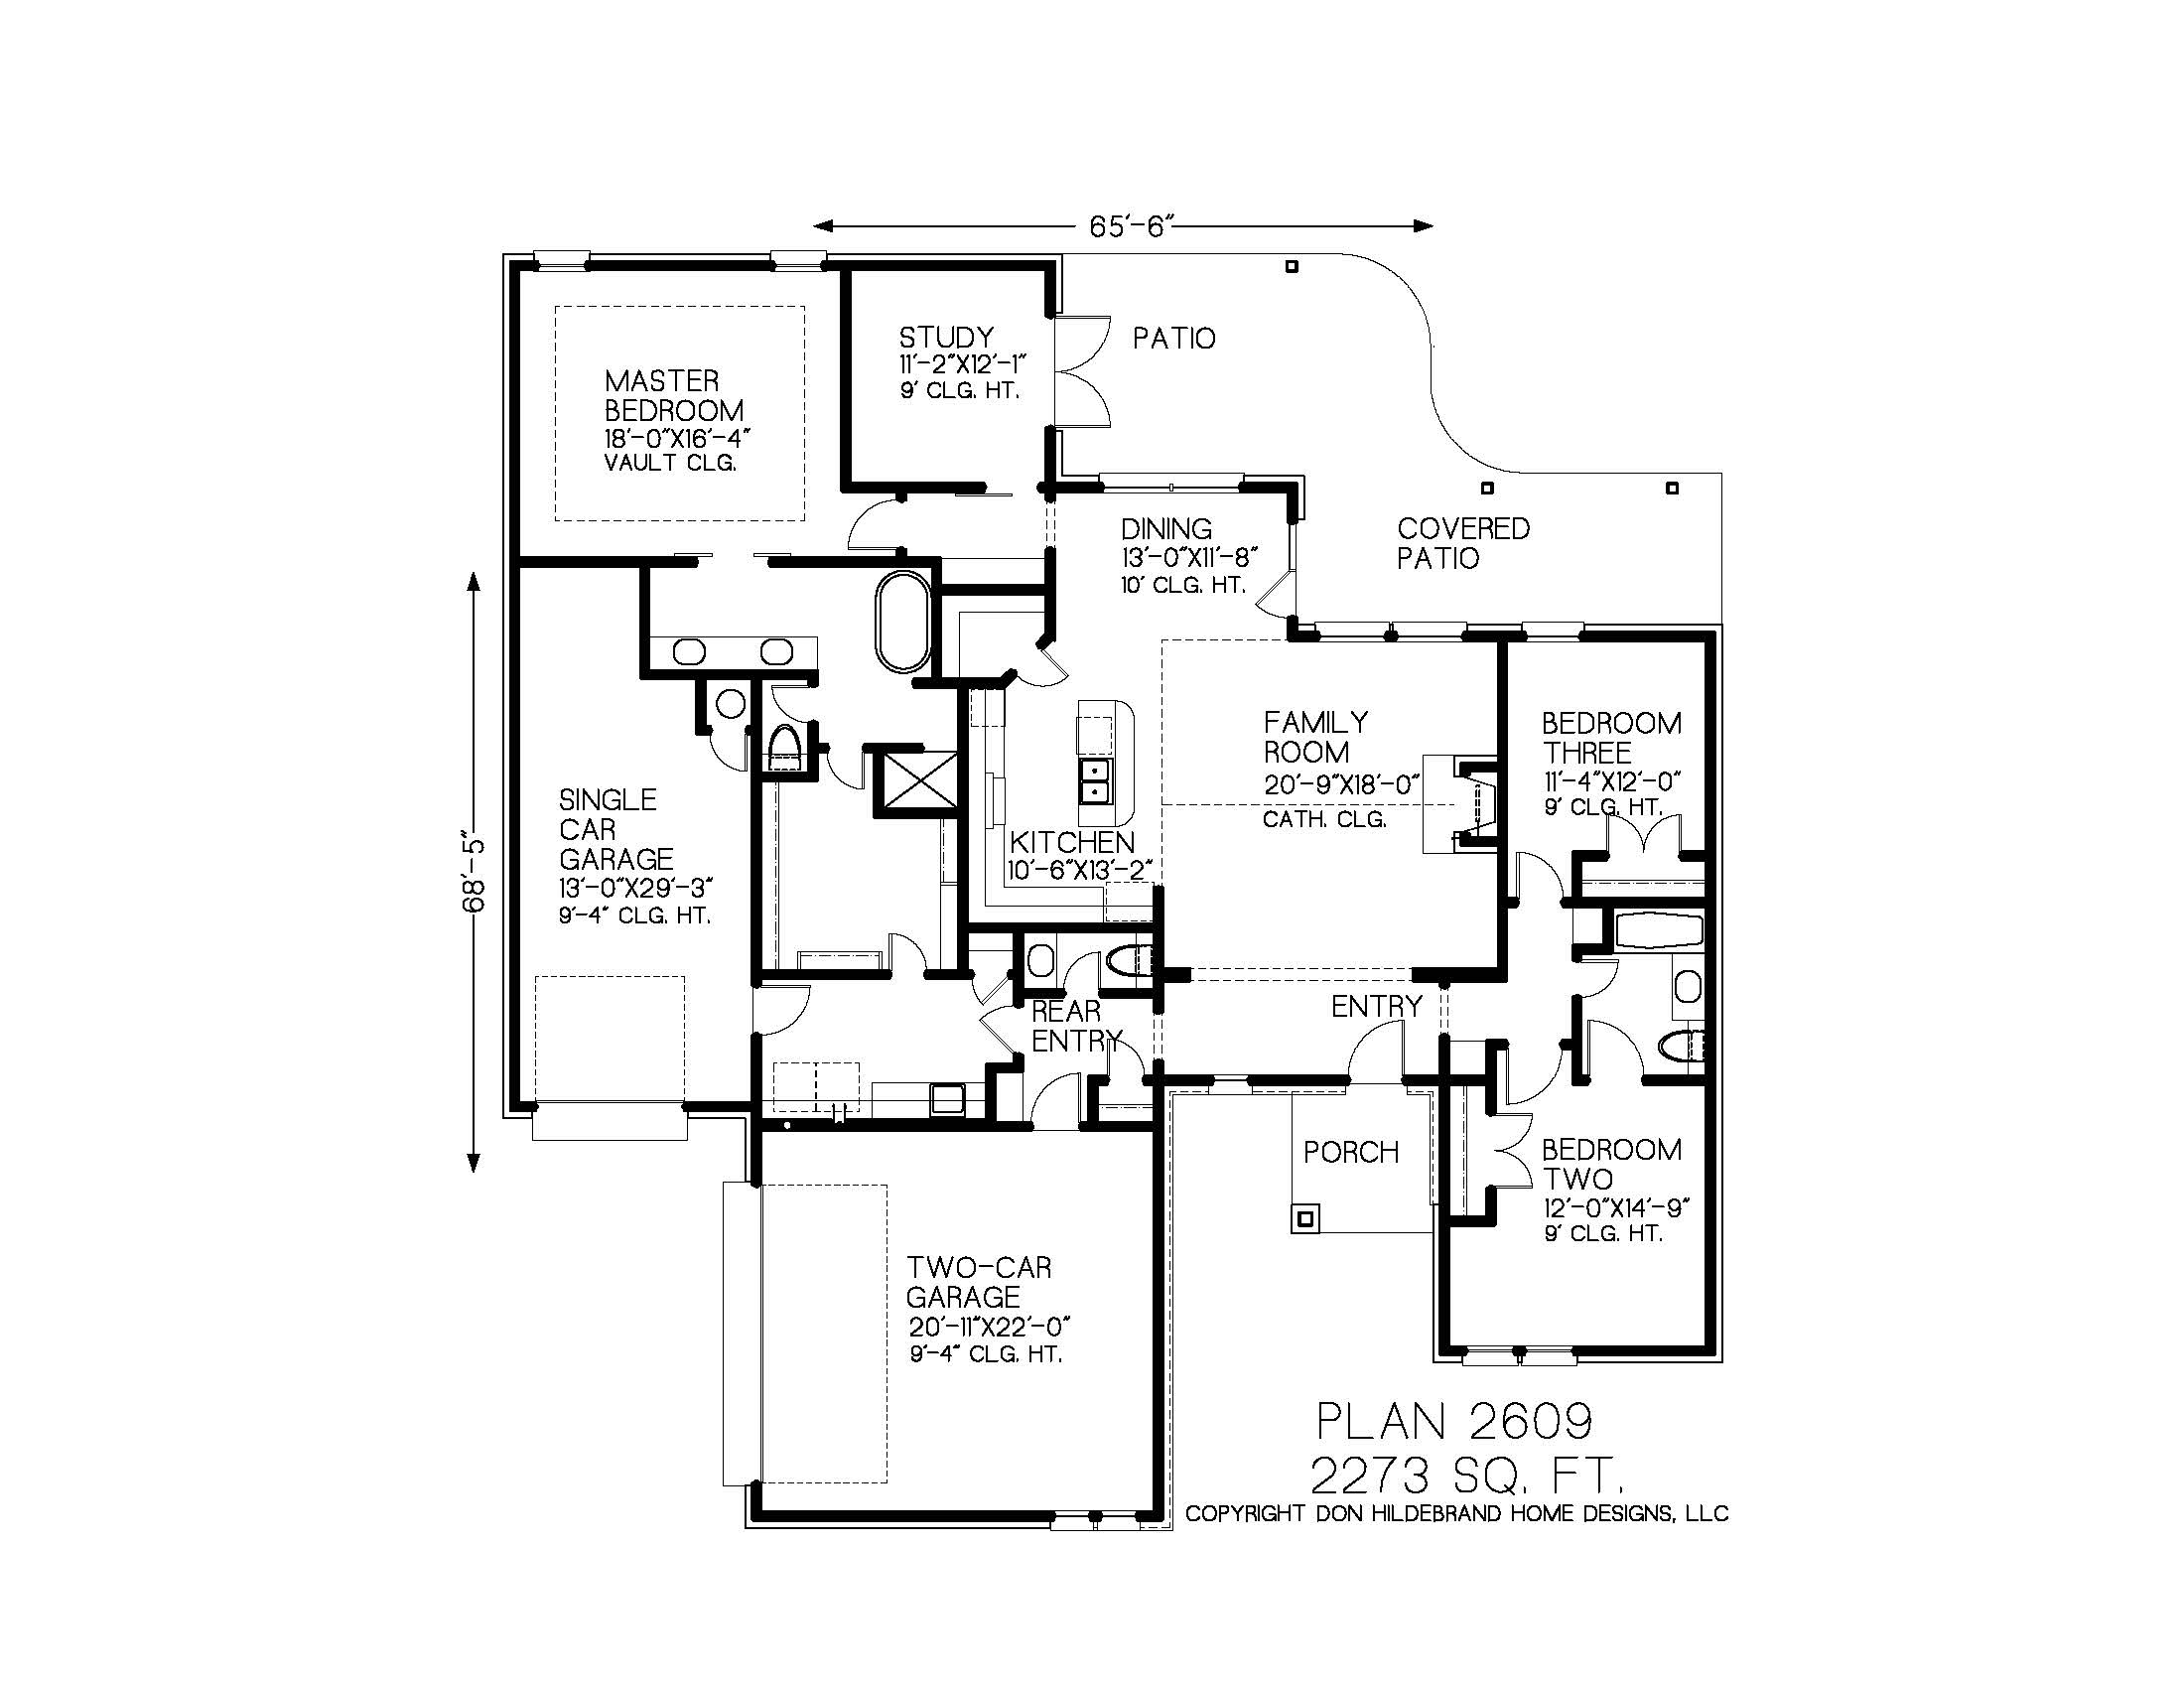 65'-6"
STUDY
11'-2"X12'-1"
9' CLG. HT.
PATIO
MASTER
BEDROOM
18'-0"X16'-4"
VAULT CLG.
DINING
13'-0"X11'-8"
10' CLG. HT.
COVERED
PATIO
FAMILY
ROOM
20'-9"X18'-0"
CATH. CLG.
BEDROOM
THREE
11'-4"X12'-0"
9' CLG. HT.
SINGLE
CAR
GARAGE
13'-0"X29'-3"
9'-4" CLG. HT.
68'-5"
KITCHEN
10'-6"X13'-2"
REAR
ENTRY
ENTRY
PORCH
BEDROOM
TWO
12'-0"X14'-9"
9' CLG. HT.
TWO-CAR
GARAGE
20'-11"X22'-0"
9'-4" CLG. HT.
PLAN 2609
2273 SQ. FT.
COPYRIGHT DON HILDEBRAND HOME DESIGNS, LLC